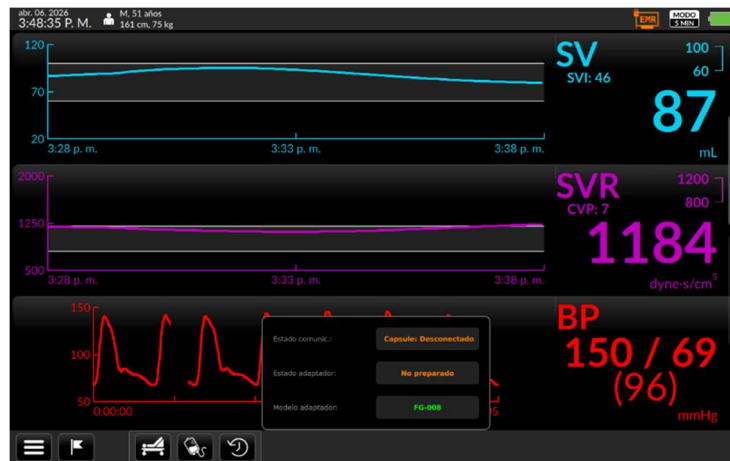 abr. 06, 2026
3:48:35 P. M.
M, 51 años
161 cm, 75 kg
EMR
MODO
5 MIN
120
70
20
3:28 p. m.
3:33 p. m.
3:38 p. m.
SV
SVI: 46
100
60
87
mL
2000
1250
500
3:28 p. m.
3:33 p. m.
3:38 p. m.
SVR
CVP: 7
1200
800
1184
dyne-s/cm⁵
150
100
50
0:00:00
Estado comunic.:
Capsule: Desconectado
Estado adaptador:
No preparado
Modelo adaptador:
FG-008
BP
150 / 69
(96)
mmHg